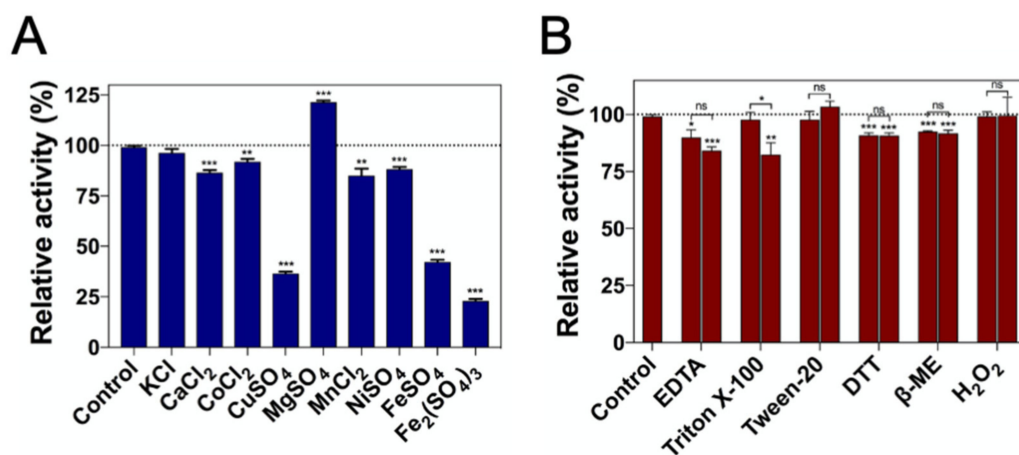 A
Relative activity (%)
125
100
75
50
25
0
***
**
***
***
**
***
***
***
Control
KCl
CaCl₂
CoCl₂
CuSO₄
MgSO₄
MnCl₂
NiSO₄
FeSO₄
Fe₂(SO₄)/₃
B
Relative activity (%)
100
75
50
25
0
ns
*
ns
ns
ns
ns
*
***
**
***
***
***
***
Control
EDTA
Triton X-100
Tween-20
DTT
β-ME
H₂O₂